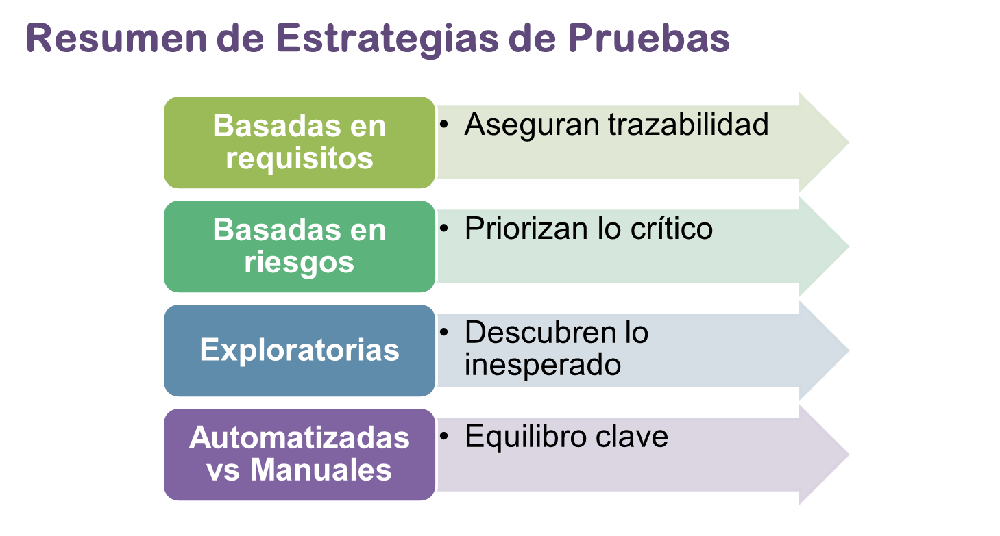 Resumen de Estrategias de Pruebas
Basadas en
requisitos
• Aseguran trazabilidad
Basadas en
riesgos
• Priorizan lo crítico
Exploratorias
• Descubren lo
inesperado
Automatizadas
vs Manuales
• Equilibro clave